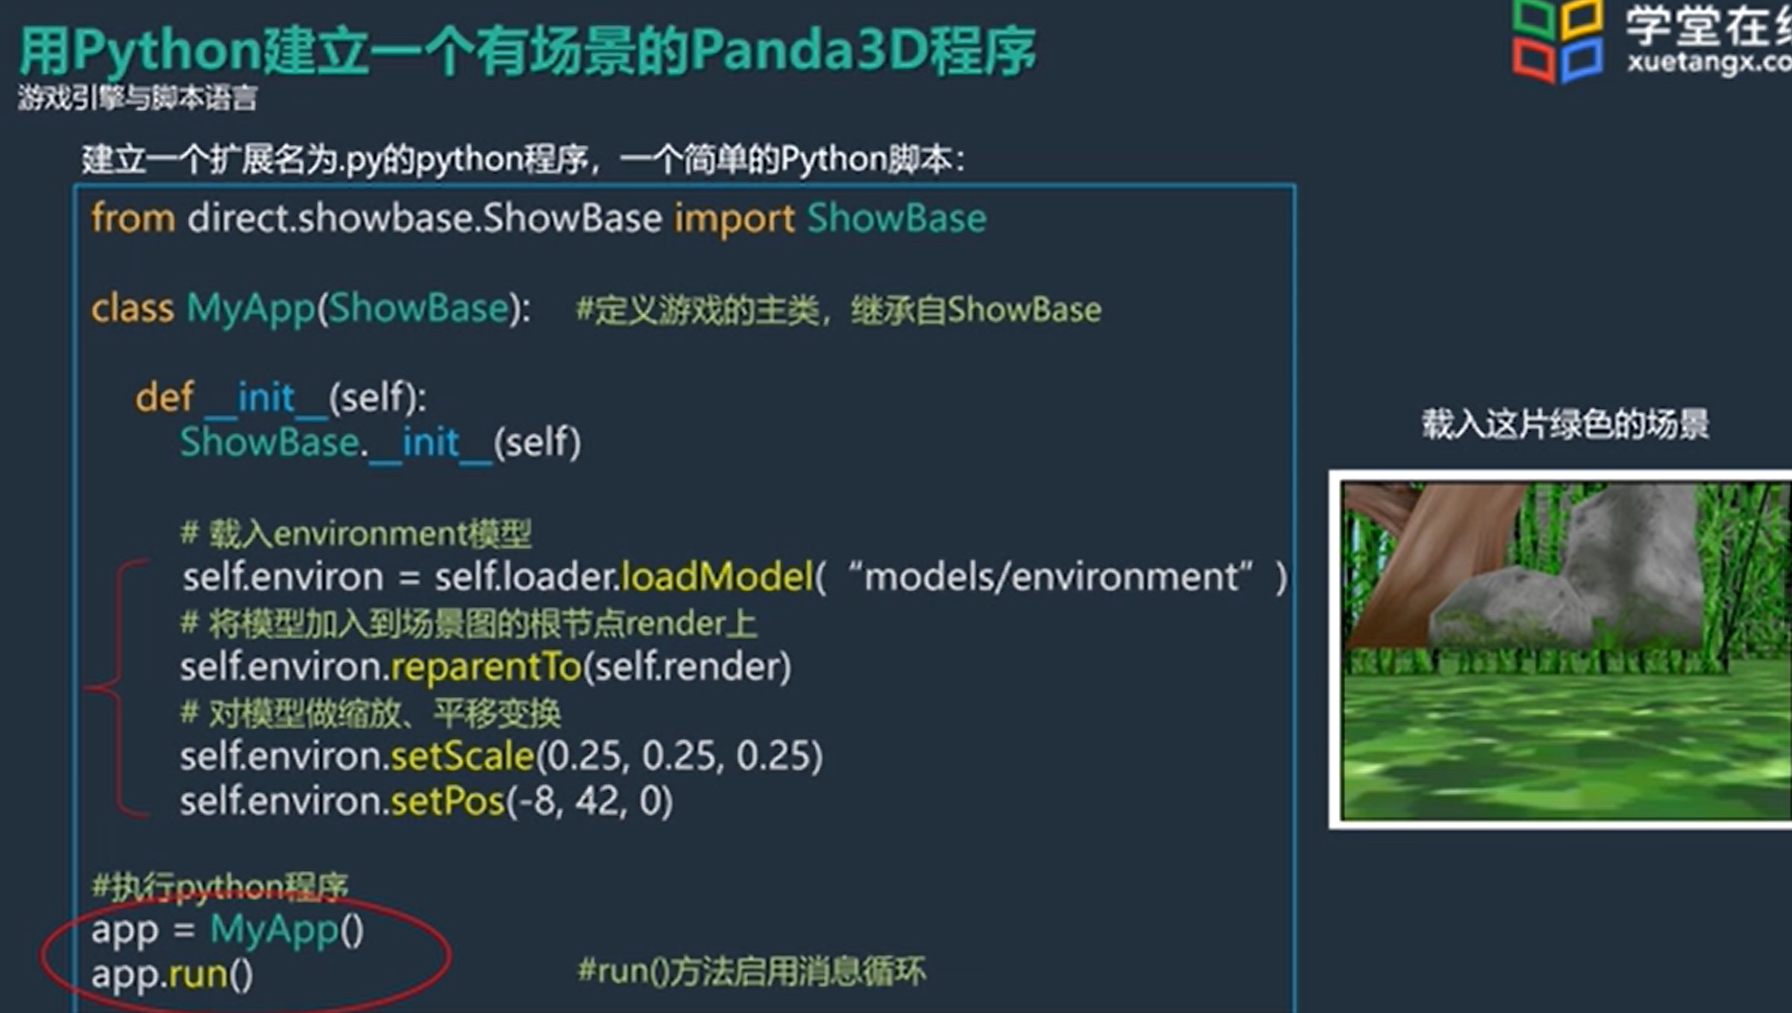 用Python建立一个有场景的Panda3D程序
学堂在
xuetangx.co
游戏引擎与脚本语言
建立一个扩展名为.py的python程序，一个简单的Python脚本：
from direct.showbase.ShowBase import ShowBase
class MyApp(ShowBase): #定义游戏的主类，继承自ShowBase
def __init__(self):
ShowBase.__init__(self)
# 载入environment模型
self.environ = self.loader.loadModel( “models/environment” )
# 将模型加入到场景图的根节点render上
self.environ.reparentTo(self.render)
# 对模型做缩放、平移变换
self.environ.setScale(0.25, 0.25, 0.25)
self.environ.setPos(-8, 42, 0)
载入这片绿色的场景
#执行python程序
app = MyApp()
app.run() #run()方法启用消息循环